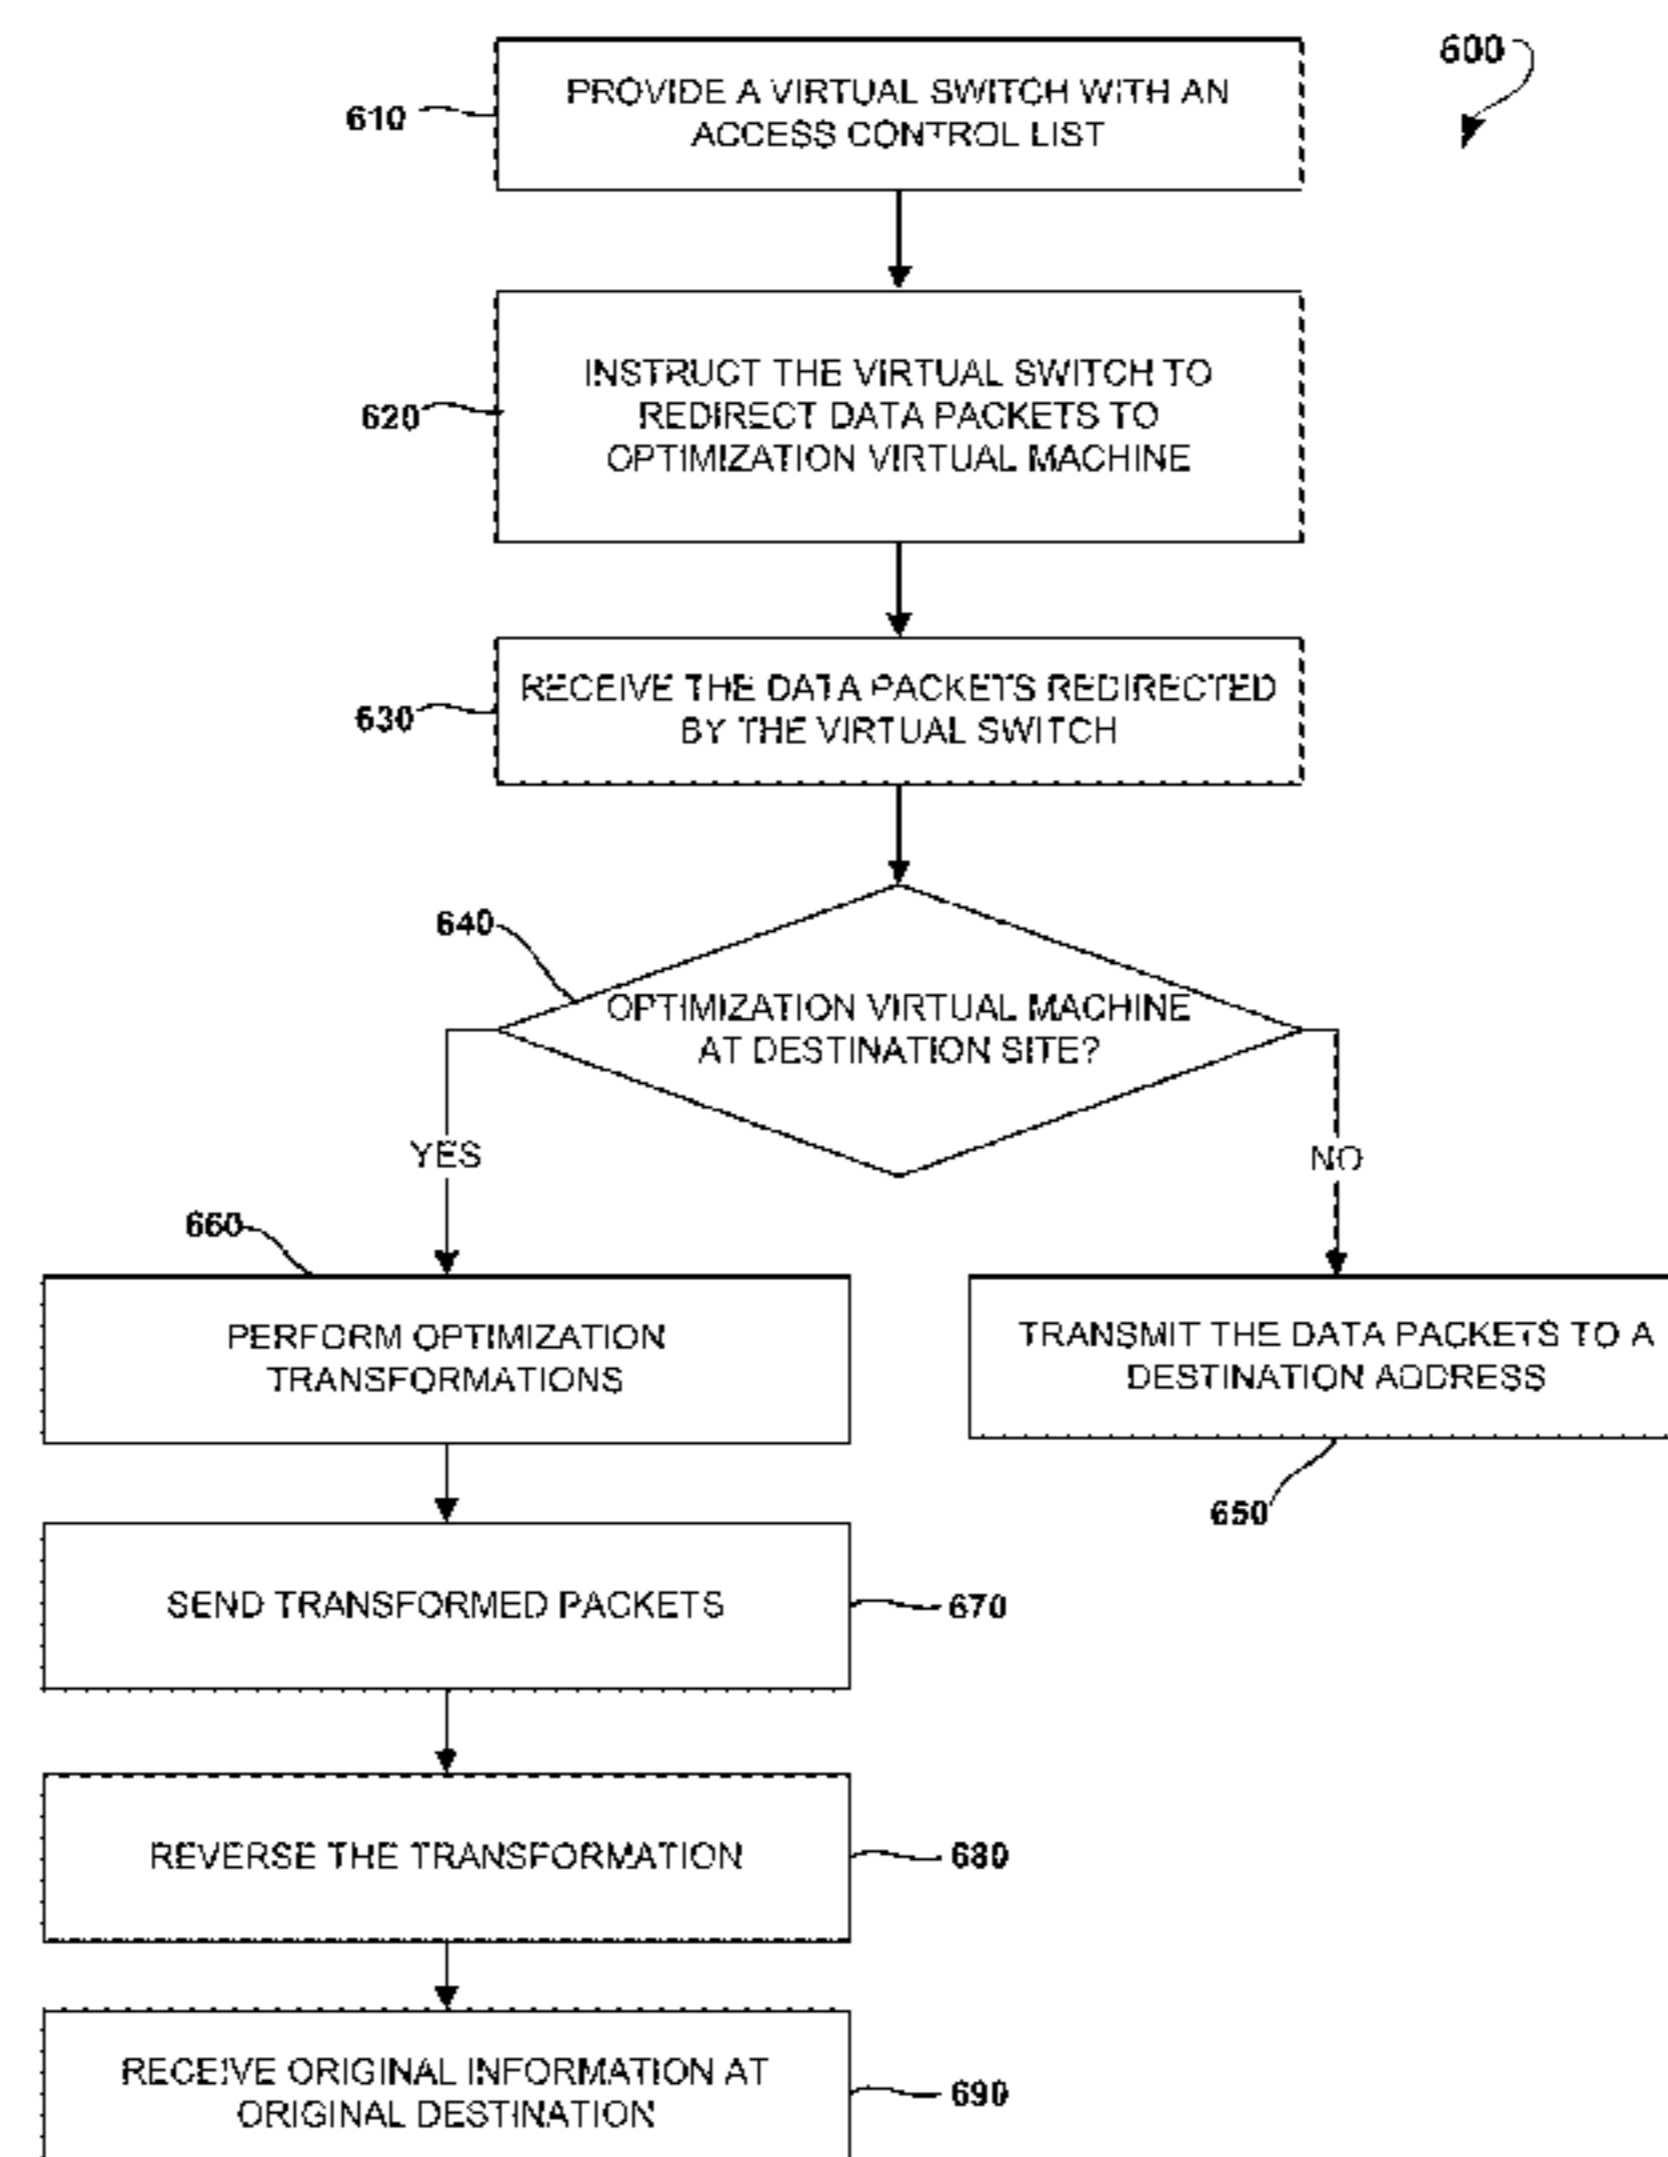 600
610
PROVIDE A VIRTUAL SWITCH WITH AN
ACCESS CONTROL LIST
620
INSTRUCT THE VIRTUAL SWITCH TO
REDIRECT DATA PACKETS TO
OPTIMIZATION VIRTUAL MACHINE
630
RECEIVE THE DATA PACKETS REDIRECTED
BY THE VIRTUAL SWITCH
640
OPTIMIZATION VIRTUAL MACHINE
AT DESTINATION SITE?
YES
NO
660
PERFORM OPTIMIZATION
TRANSFORMATIONS
TRANSMIT THE DATA PACKETS TO A
DESTINATION ADDRESS
650
SEND TRANSFORMED PACKETS
670
REVERSE THE TRANSFORMATION
680
RECEIVE ORIGINAL INFORMATION AT
ORIGINAL DESTINATION
690